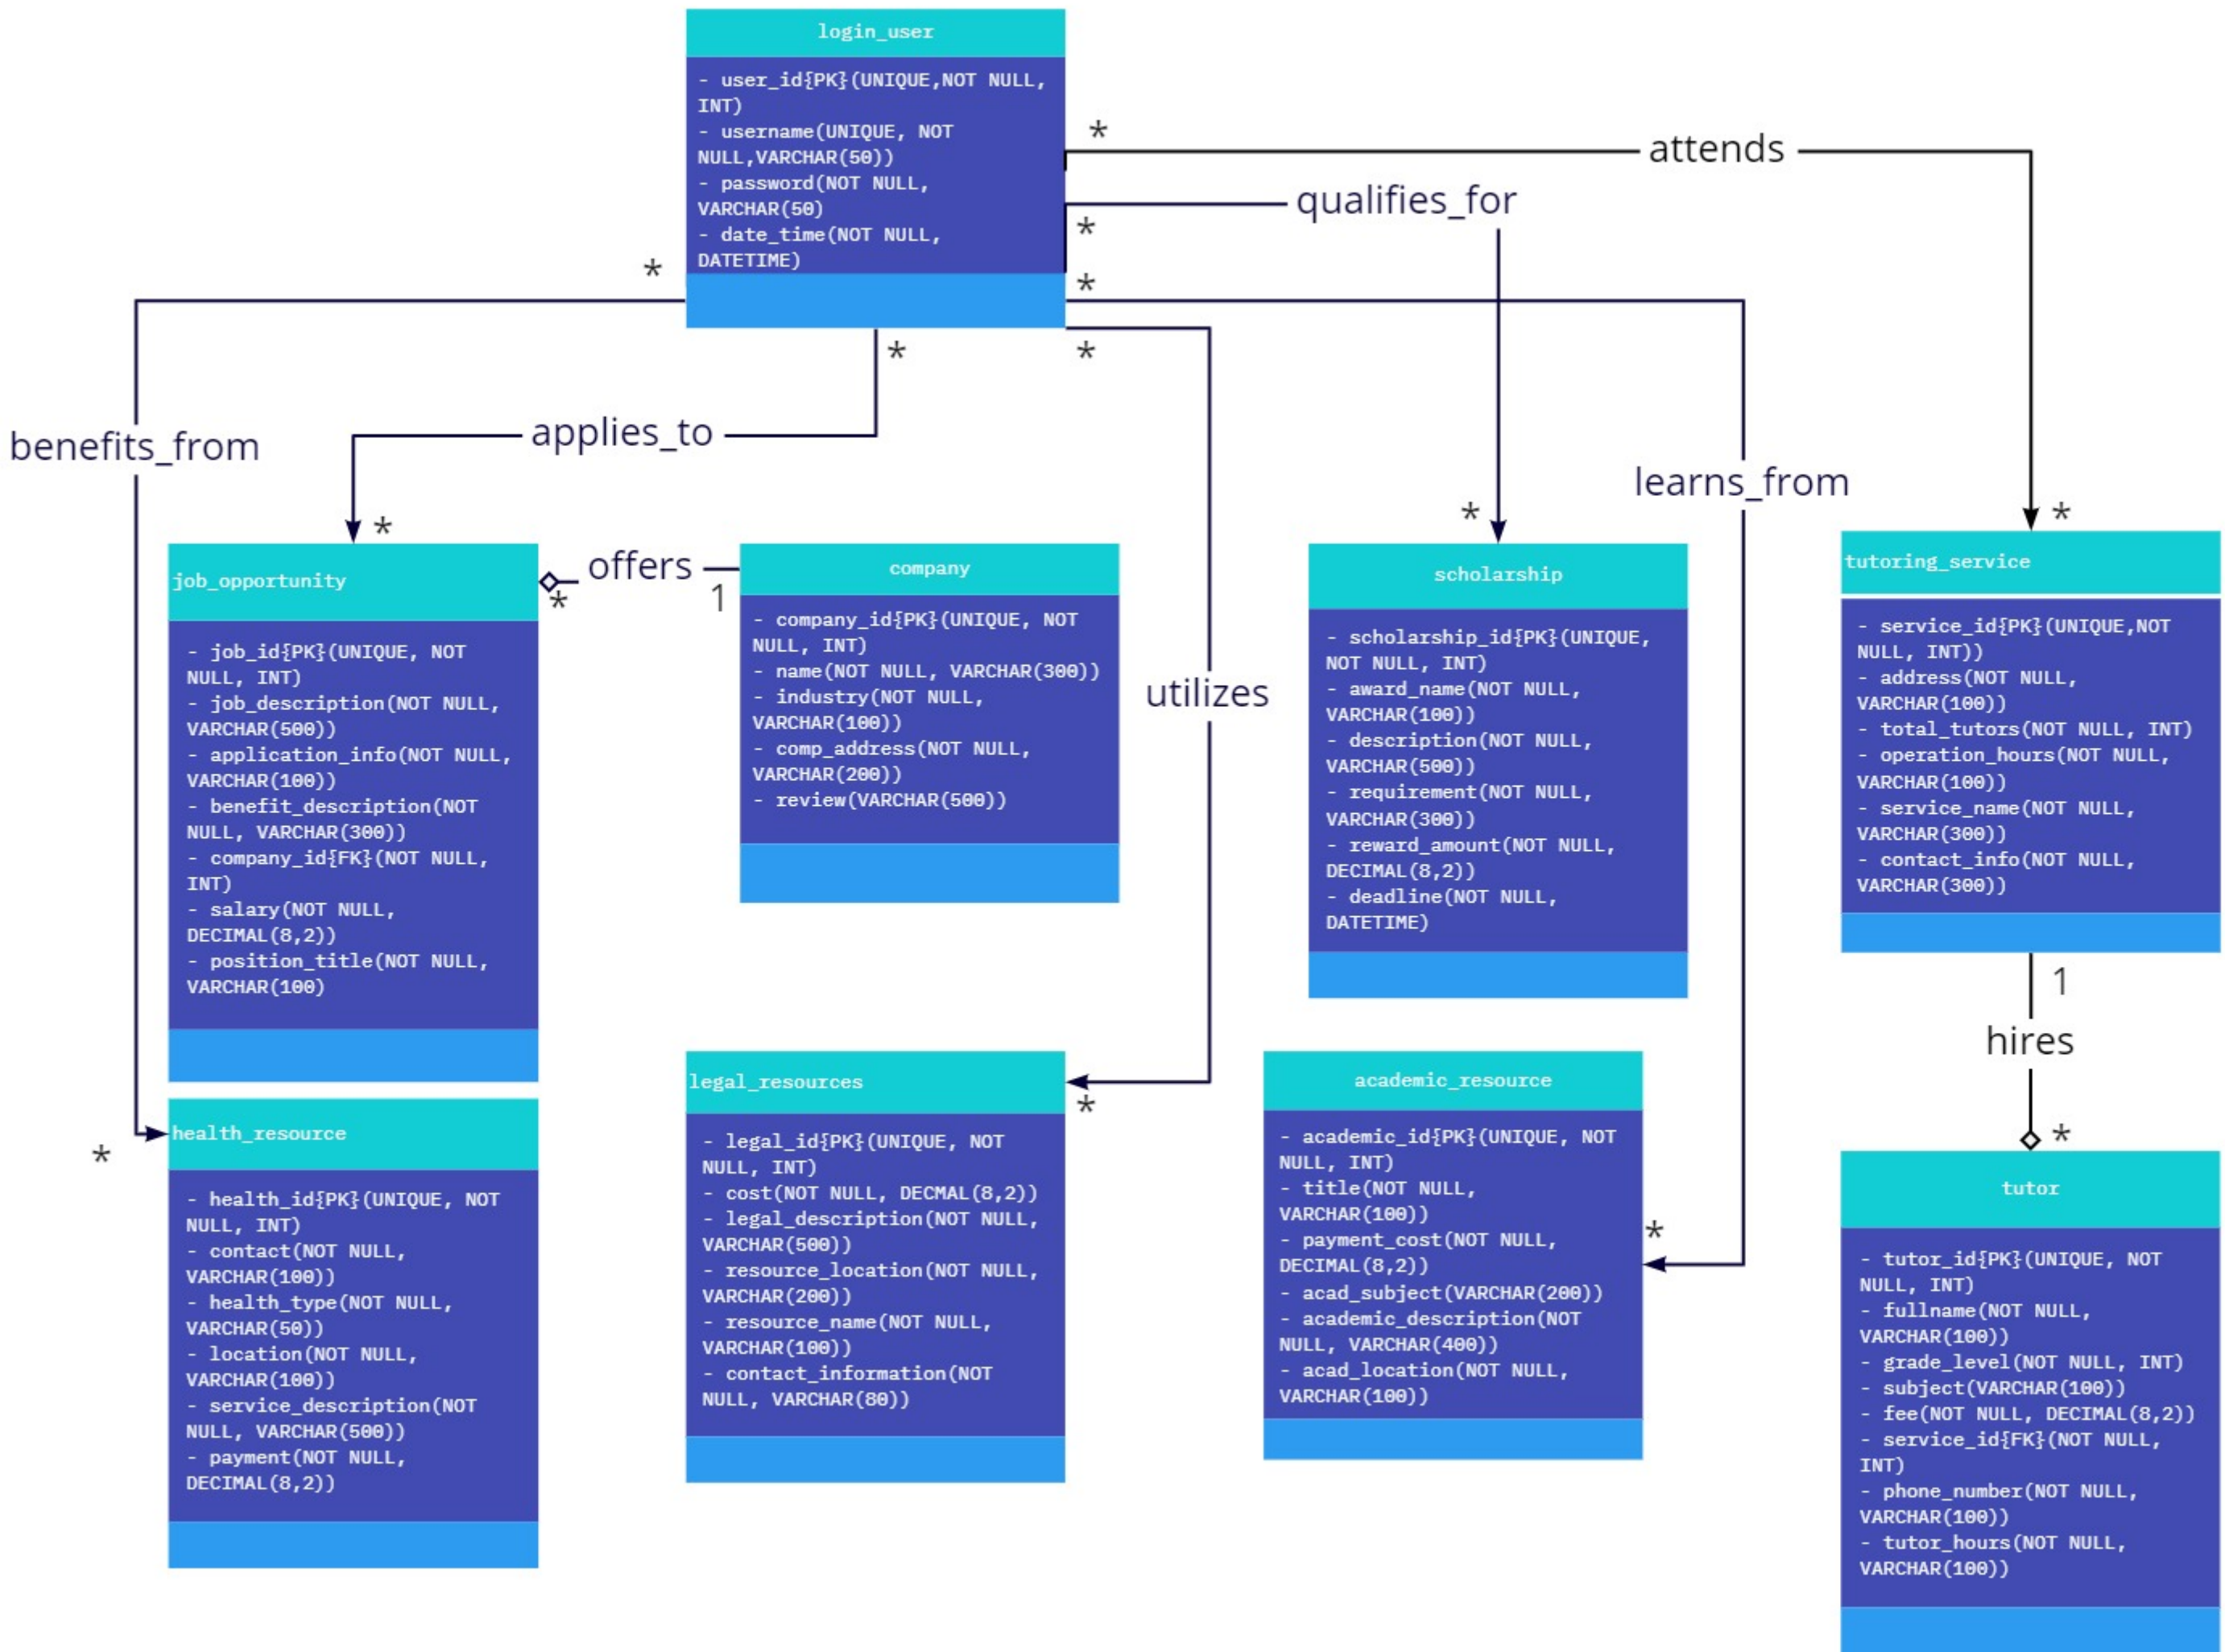 login_user
- user_id{PK}(UNIQUE,NOT NULL,
INT)
- username(UNIQUE, NOT
NULL,VARCHAR(50))
- password(NOT NULL,
VARCHAR(50)
- date_time(NOT NULL,
DATETIME)
*
attends
qualifies_for
*
*
*
*
*
benefits_from
applies_to
learns_from
*
*
*
job_opportunity
- job_id{PK}(UNIQUE, NOT
NULL, INT)
- job_description(NOT NULL,
VARCHAR(500))
- application_info(NOT NULL,
VARCHAR(100))
- benefit_description(NOT
NULL, VARCHAR(300))
- company_id{FK}(NOT NULL,
INT)
- salary(NOT NULL,
DECIMAL(8,2))
- position_title(NOT NULL,
VARCHAR(100)
offers
*
1
company
- company_id{PK}(UNIQUE, NOT
NULL, INT)
- name(NOT NULL, VARCHAR(300))
- industry(NOT NULL,
VARCHAR(100))
- comp_address(NOT NULL,
VARCHAR(200))
- review(VARCHAR(500))
utilizes
scholarship
- scholarship_id{PK}(UNIQUE,
NOT NULL, INT)
- award_name(NOT NULL,
VARCHAR(100))
- description(NOT NULL,
VARCHAR(500))
- requirement(NOT NULL,
VARCHAR(300))
- reward_amount(NOT NULL,
DECIMAL(8,2))
- deadline(NOT NULL,
DATETIME)
tutoring_service
- service_id{PK}(UNIQUE,NOT
NULL, INT))
- address(NOT NULL,
VARCHAR(100))
- total_tutors(NOT NULL, INT)
- operation_hours(NOT NULL,
VARCHAR(100))
- service_name(NOT NULL,
VARCHAR(300))
- contact_info(NOT NULL,
VARCHAR(300))
1
hires
*
*
health_resource
- health_id{PK}(UNIQUE, NOT
NULL, INT)
- contact(NOT NULL,
VARCHAR(100))
- health_type(NOT NULL,
VARCHAR(50))
- location(NOT NULL,
VARCHAR(100))
- service_description(NOT
NULL, VARCHAR(500))
- payment(NOT NULL,
DECIMAL(8,2))
legal_resources
*
- legal_id{PK}(UNIQUE, NOT
NULL, INT)
- cost(NOT NULL, DECMAL(8,2))
- legal_description(NOT NULL,
VARCHAR(500))
- resource_location(NOT NULL,
VARCHAR(200))
- resource_name(NOT NULL,
VARCHAR(100))
- contact_information(NOT
NULL, VARCHAR(80))
academic_resource
*
- academic_id{PK}(UNIQUE, NOT
NULL, INT)
- title(NOT NULL,
VARCHAR(100))
- payment_cost(NOT NULL,
DECIMAL(8,2))
- acad_subject(VARCHAR(200))
- academic_description(NOT
NULL, VARCHAR(400))
- acad_location(NOT NULL,
VARCHAR(100))
tutor
- tutor_id{PK}(UNIQUE, NOT
NULL, INT)
- fullname(NOT NULL,
VARCHAR(100))
- grade_level(NOT NULL, INT)
- subject(VARCHAR(100))
- fee(NOT NULL, DECIMAL(8,2))
- service_id{FK}(NOT NULL,
INT)
- phone_number(NOT NULL,
VARCHAR(100))
- tutor_hours(NOT NULL,
VARCHAR(100))